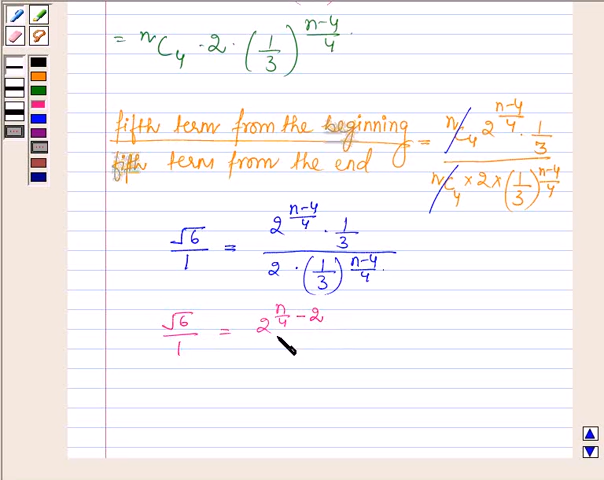 = ⁿC₄ · 2 · (1/3)^((n-4)/4) ·
fifth term from the beginning / fifth term from the end = ⁿC₄ 2^((n-4)/4) · 1/3 / ⁿC₄ × 2 × (1/3)^((n-4)/4)
√6/1 = 2^((n-4)/4) · 1/3 / 2 · (1/3)^((n-4)/4) ·
√6/1 = 2^(n/4 - 2)